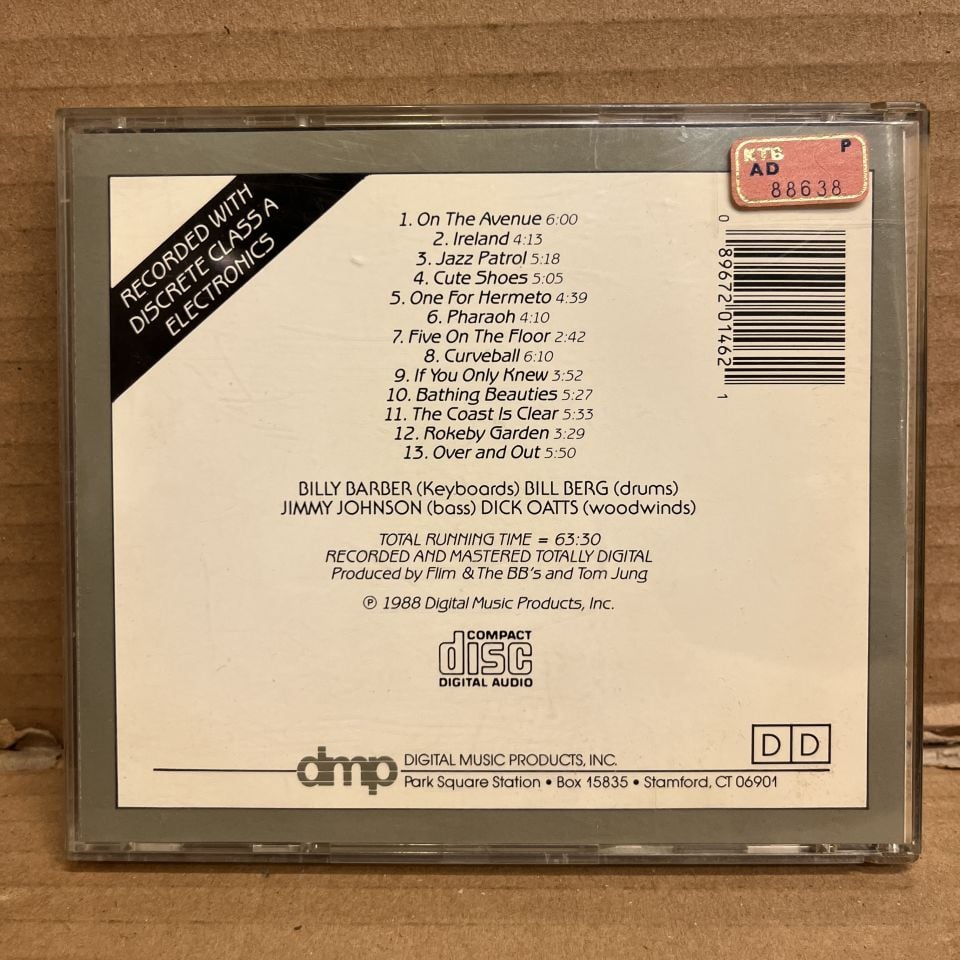 KTB P
AD
88638
RECORDED WITH
DISCRETE CLASS A
ELECTRONICS
1. On The Avenue 6:00
2. Ireland 4:13
3. Jazz Patrol 5:18
4. Cute Shoes 5:05
5. One For Hermeto 4:39
6. Pharaoh 4:10
7. Five On The Floor 2:42
8. Curveball 6:10
9. If You Only Knew 3:52
10. Bathing Beauties 5:27
11. The Coast Is Clear 5:33
12. Rokeby Garden 3:29
13. Over and Out 5:50
0 89672 01462 1
BILLY BARBER (Keyboards) BILL BERG (drums)
JIMMY JOHNSON (bass) DICK OATTS (woodwinds)
TOTAL RUNNING TIME = 63:30
RECORDED AND MASTERED TOTALLY DIGITAL
Produced by Flim & The BB's and Tom Jung
℗ 1988 Digital Music Products, Inc.
COMPACT
disc
DIGITAL AUDIO
D D
dmp DIGITAL MUSIC PRODUCTS, INC.
Park Square Station • Box 15835 • Stamford, CT 06901